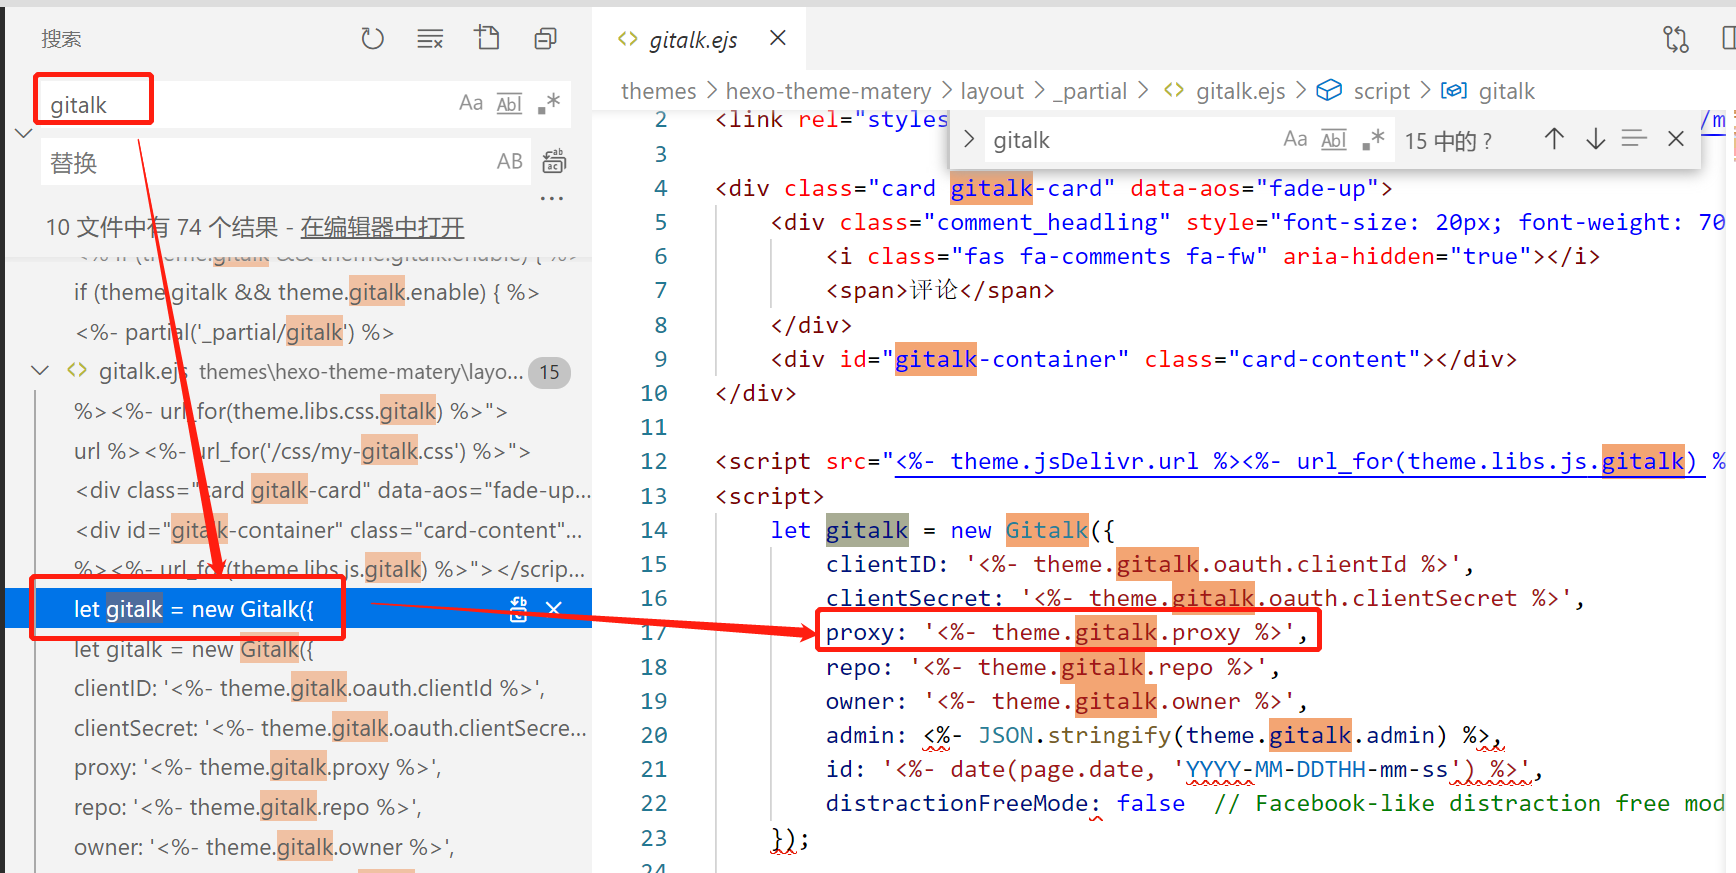 搜索
gitalk
Aa Abl .*
替换
AB
...
10 文件中有 74 个结果 - 在编辑器中打开
<% if (theme.gitalk && theme.gitalk.enable) { %>
if (theme.gitalk && theme.gitalk.enable) { %>
<%- partial('_partial/gitalk') %>
gitalk.ejs themes\hexo-theme-matery\layo... 15
%><%- url_for(theme.libs.css.gitalk) %>">
url %><%- url_for('/css/my-gitalk.css') %>">
<div class="card gitalk-card" data-aos="fade-up...
<div id="gitalk-container" class="card-content"...
%><%- url_for(theme.libs.js.gitalk) %>"></scrip...
let gitalk = new Gitalk({
let gitalk = new Gitalk({
clientID: '<%- theme.gitalk.oauth.clientId %>',
clientSecret: '<%- theme.gitalk.oauth.clientSecre...
proxy: '<%- theme.gitalk.proxy %>',
repo: '<%- theme.gitalk.repo %>',
owner: '<%- theme.gitalk.owner %>',
gitalk.ejs
themes > hexo-theme-matery > layout > _partial > gitalk.ejs > script > gitalk
gitalk Aa Abl .* 15 中的 ?
2 <link rel="styles /m
3
4 <div class="card gitalk-card" data-aos="fade-up">
5 <div class="comment_headling" style="font-size: 20px; font-weight: 70
6 <i class="fas fa-comments fa-fw" aria-hidden="true"></i>
7 <span>评论</span>
8 </div>
9 <div id="gitalk-container" class="card-content"></div>
10 </div>
11
12 <script src="<%- theme.jsDelivr.url %><%- url_for(theme.libs.js.gitalk) %
13 <script>
14 let gitalk = new Gitalk({
15 clientID: '<%- theme.gitalk.oauth.clientId %>',
16 clientSecret: '<%- theme.gitalk.oauth.clientSecret %>',
17 proxy: '<%- theme.gitalk.proxy %>',
18 repo: '<%- theme.gitalk.repo %>',
19 owner: '<%- theme.gitalk.owner %>',
20 admin: <%- JSON.stringify(theme.gitalk.admin) %>,
21 id: '<%- date(page.date, 'YYYY-MM-DDTHH-mm-ss') %>',
22 distractionFreeMode: false // Facebook-like distraction free mod
23 });
24